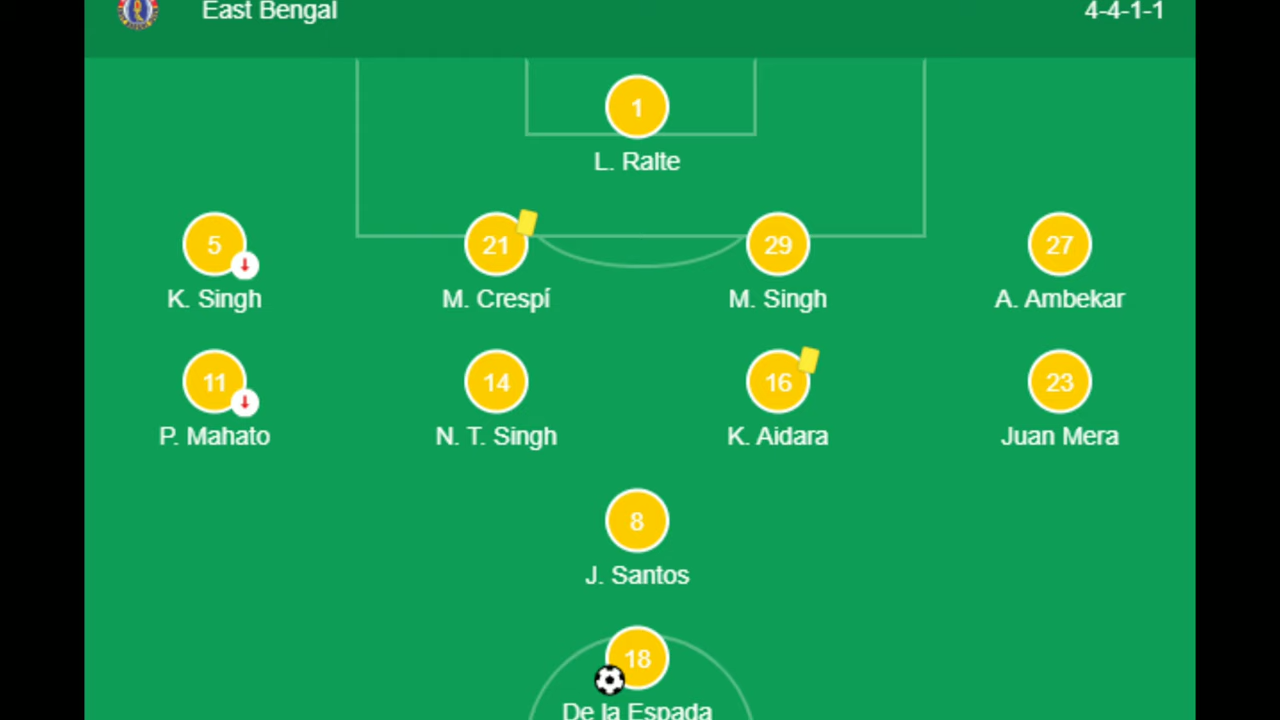 East Bengal 4-4-1-1
1
L. Ralte
5 21 29 27
K. Singh M. Crespí M. Singh A. Ambekar
11 14 16 23
P. Mahato N. T. Singh K. Aidara Juan Mera
8
J. Santos
18
De la Espada